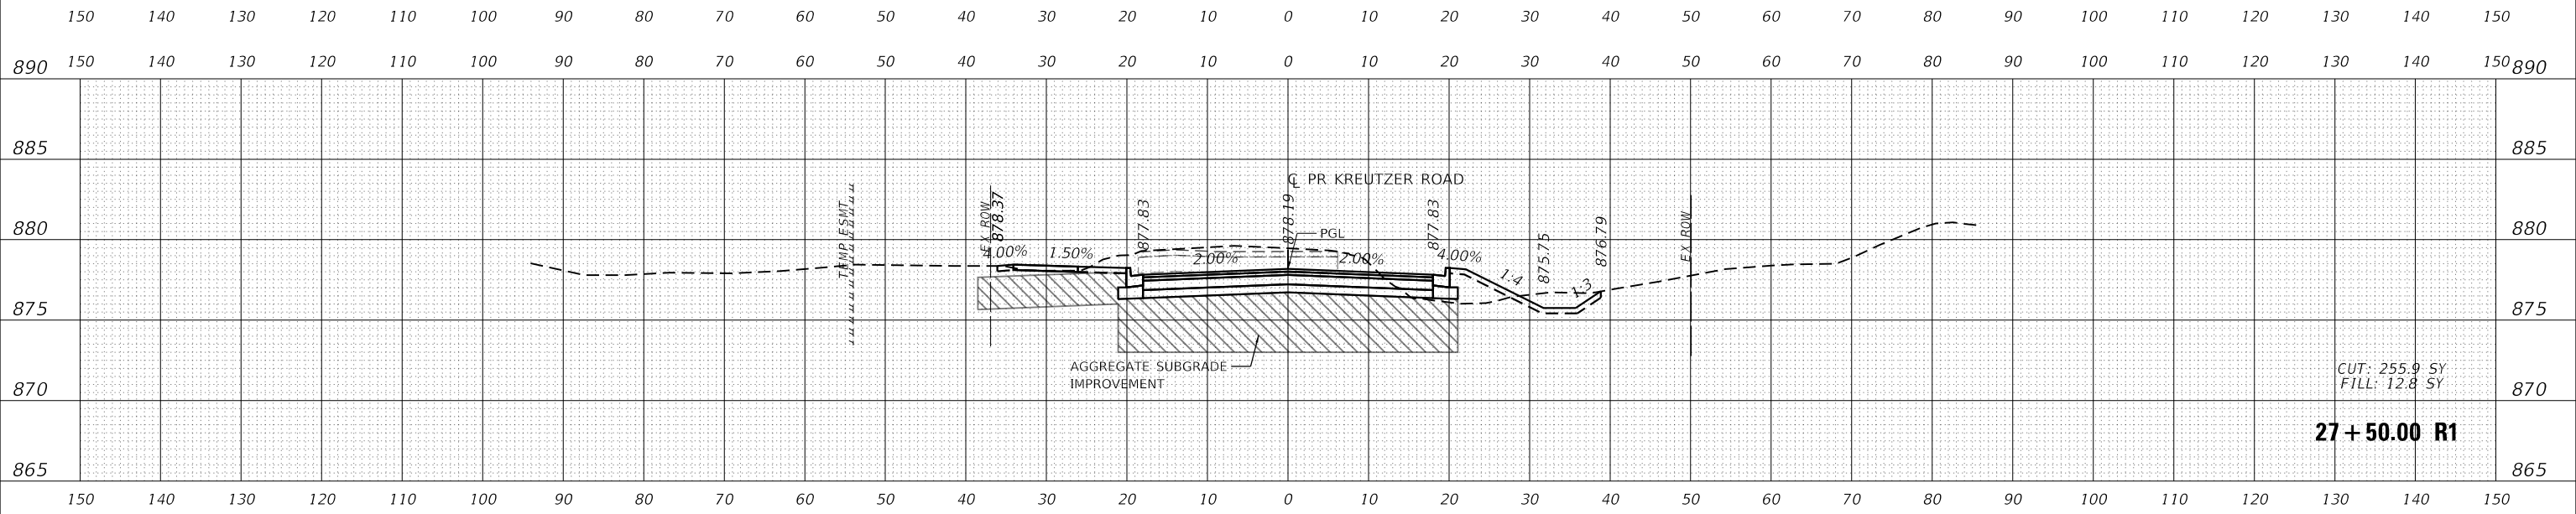 150 140 130 120 110 100 90 80 70 60 50 40 30 20 10 0 10 20 30 40 50 60 70 80 90 100 110 120 130 140 150
150 140 130 120 110 100 90 80 70 60 50 40 30 20 10 0 10 20 30 40 50 60 70 80 90 100 110 120 130 140 150
890 890
885 885
℄ PR KREUTZER ROAD
TEMP ESMT
EX ROW
878.37
877.83
878.19
877.83
875.75
876.79
EX ROW
880 880
PGL
4.00% 1.50% 2.00% 2.00% 4.00%
1:4
1:3
875 875
AGGREGATE SUBGRADE
IMPROVEMENT
CUT: 255.9 SY
FILL: 12.8 SY
870 870
27+50.00 R1
865 865
150 140 130 120 110 100 90 80 70 60 50 40 30 20 10 0 10 20 30 40 50 60 70 80 90 100 110 120 130 140 150